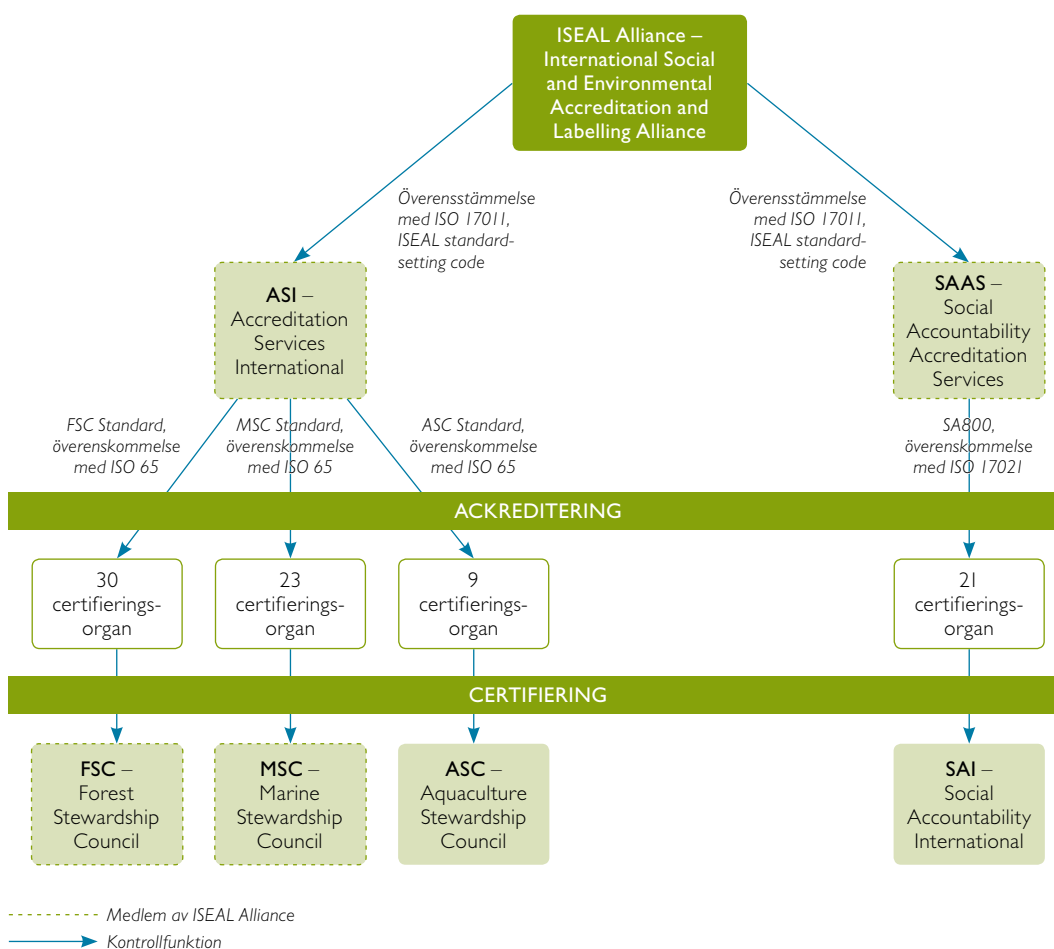 ISEAL Alliance –
International Social
and Environmental
Accreditation and
Labelling Alliance
Överensstämmelse
med ISO 17011,
ISEAL standard-
setting code
Överensstämmelse
med ISO 17011,
ISEAL standard-
setting code
ASI –
Accreditation
Services
International
SAAS –
Social
Accountability
Accreditation
Services
FSC Standard,
överenskommelse
med ISO 65
MSC Standard,
överenskommelse
med ISO 65
ASC Standard,
överenskommelse
med ISO 65
SA800,
överenskommelse
med ISO 17021
ACKREDITERING
30
certifierings-
organ
23
certifierings-
organ
9
certifierings-
organ
21
certifierings-
organ
CERTIFIERING
FSC –
Forest
Stewardship
Council
MSC –
Marine
Stewardship
Council
ASC –
Aquaculture
Stewardship
Council
SAI –
Social
Accountability
International
Medlem av ISEAL Alliance
Kontrollfunktion